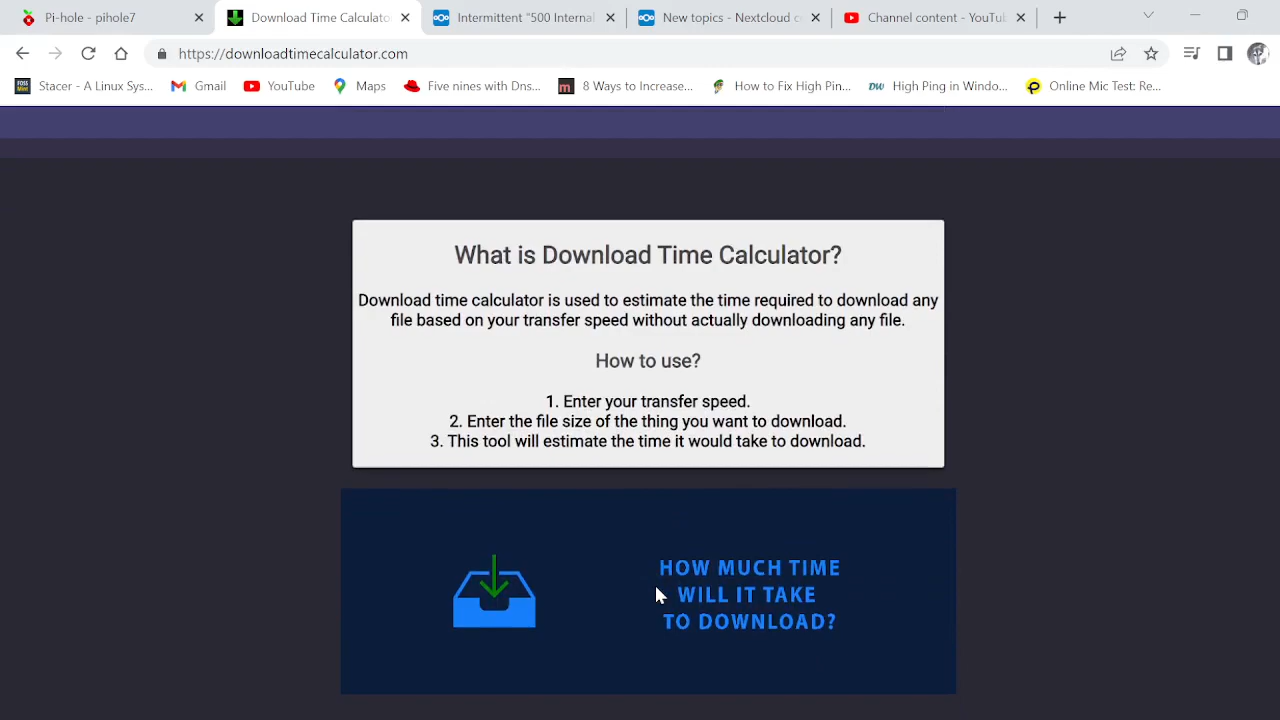 Pi-hole - pihole7
Download Time Calculato
Intermittent "500 Internal
New topics - Nextcloud c
Channel content - YouTu
https://downloadtimecalculator.com
FOSS
Mint
Stacer - A Linux Sys...
Gmail
YouTube
Maps
Five nines with Dns...
m
8 Ways to Increase...
How to Fix High Pin...
DW
High Ping in Windo...
Online Mic Test: Re...
What is Download Time Calculator?
Download time calculator is used to estimate the time required to download any
file based on your transfer speed without actually downloading any file.
How to use?
1. Enter your transfer speed.
2. Enter the file size of the thing you want to download.
3. This tool will estimate the time it would take to download.
HOW MUCH TIME
WILL IT TAKE
TO DOWNLOAD?